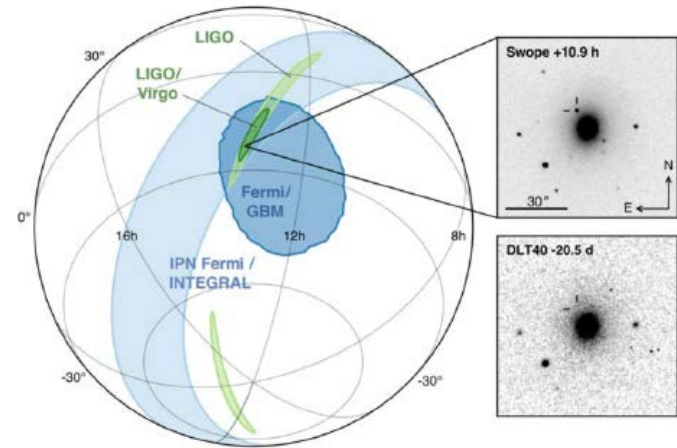 LIGO
LIGO/
Virgo
30°
30°
Fermi/
GBM
0°
16h
12h
8h
IPN Fermi /
INTEGRAL
-30°
-30°
Swope +10.9 h
30"
N
E
DLT40 -20.5 d